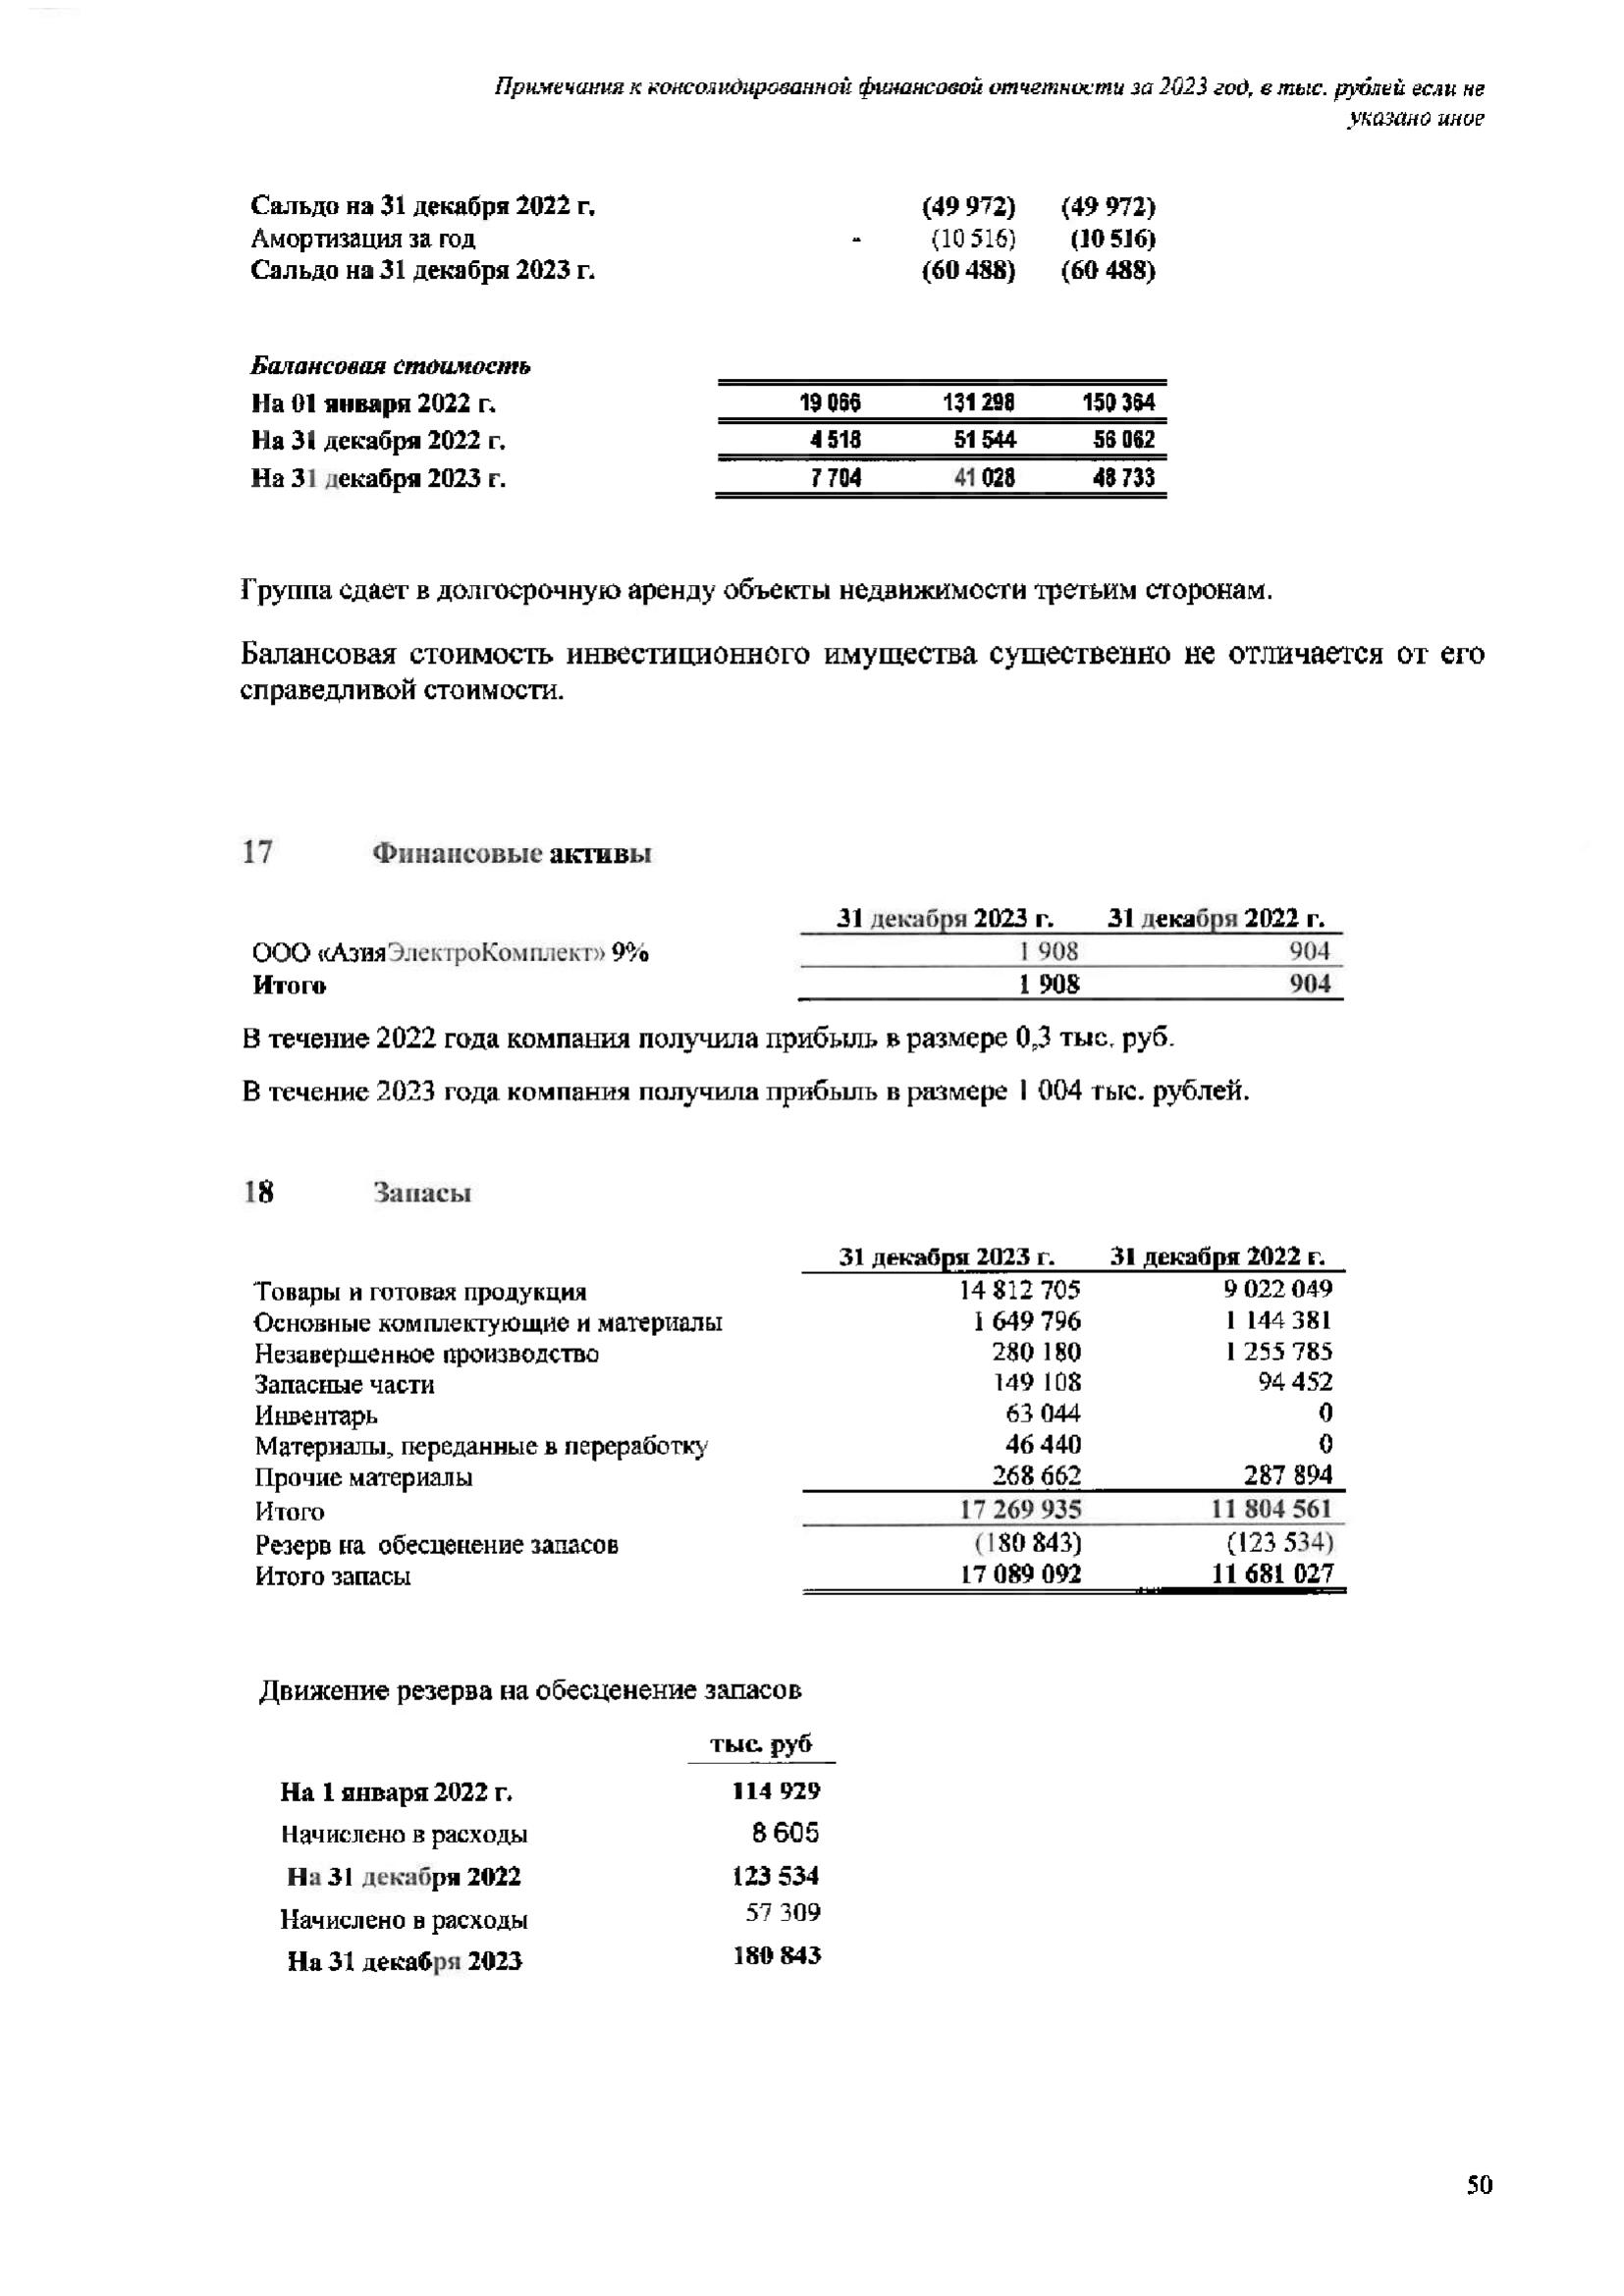 Примечания к консолидированной финансовой отчетности за 2023 год, в тыс. рублей если не
указано иное
Сальдо на 31 декабря 2022 г. (49 972) (49 972)
Амортизация за год - (10 516) (10 516)
Сальдо на 31 декабря 2023 г. (60 488) (60 488)
Балансовая стоимость
На 01 января 2022 г. 19 066 131 298 150 364
На 31 декабря 2022 г. 4 518 51 544 56 062
На 31 декабря 2023 г. 7 704 41 028 48 733
Группа сдает в долгосрочную аренду объекты недвижимости третьим сторонам.
Балансовая стоимость инвестиционного имущества существенно не отличается от его
справедливой стоимости.
17 Финансовые активы
31 декабря 2023 г. 31 декабря 2022 г.
ООО «АзияЭлектроКомплект» 9% 1 908 904
Итого 1 908 904
В течение 2022 года компания получила прибыль в размере 0,3 тыс. руб.
В течение 2023 года компания получила прибыль в размере 1 004 тыс. рублей.
18 Запасы
31 декабря 2023 г. 31 декабря 2022 г.
Товары и готовая продукция 14 812 705 9 022 049
Основные комплектующие и материалы 1 649 796 1 144 381
Незавершенное производство 280 180 1 255 785
Запасные части 149 108 94 452
Инвентарь 63 044 0
Материалы, переданные в переработку 46 440 0
Прочие материалы 268 662 287 894
Итого 17 269 935 11 804 561
Резерв на обесценение запасов (180 843) (123 534)
Итого запасы 17 089 092 11 681 027
Движение резерва на обесценение запасов
тыс. руб
На 1 января 2022 г. 114 929
Начислено в расходы 8 605
На 31 декабря 2022 123 534
Начислено в расходы 57 309
На 31 декабря 2023 180 843
50